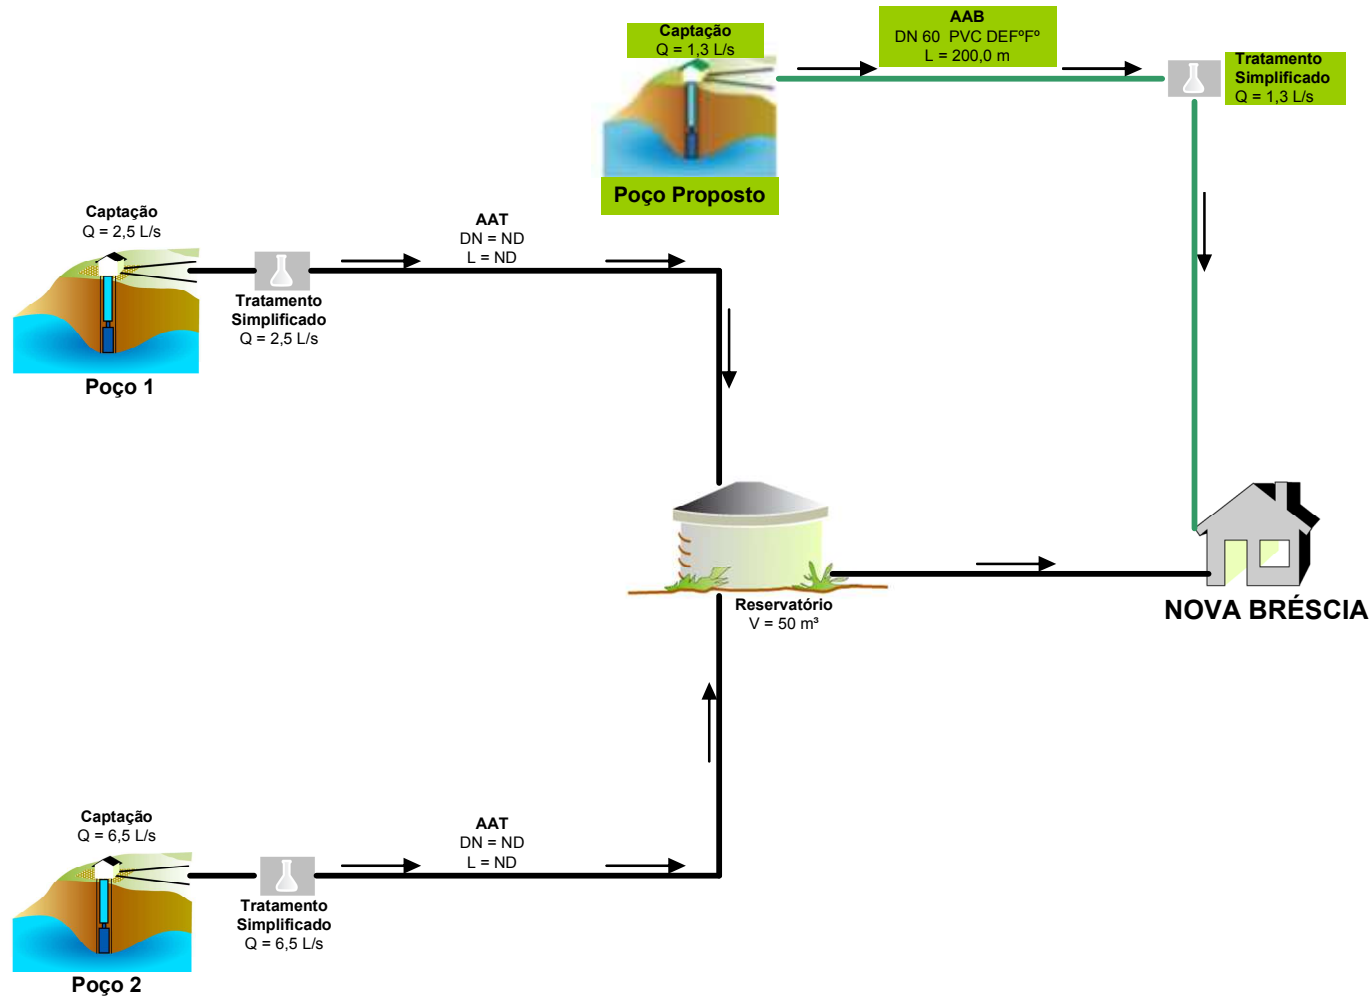 Captação
Q = 1,3 L/s
AAB
DN 60  PVC DEFºFº
L = 200,0 m
Tratamento
Simplificado
Q = 1,3 L/s
Poço Proposto
Captação
Q = 2,5 L/s
AAT
DN = ND
L = ND
Tratamento
Simplificado
Q = 2,5 L/s
Poço 1
Reservatório
V = 50 m³
NOVA BRÉSCIA
Captação
Q = 6,5 L/s
AAT
DN = ND
L = ND
Tratamento
Simplificado
Q = 6,5 L/s
Poço 2